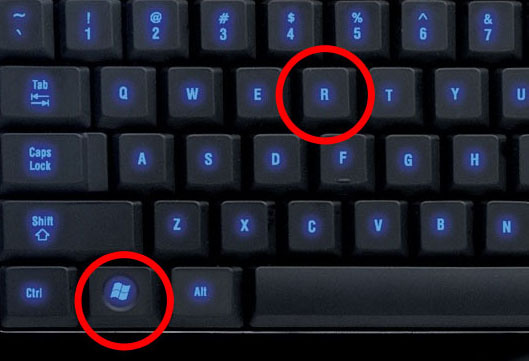 ~ ! @ # $ % ^ &
` 1 2 3 4 5 6 7
Tab Q W E R T Y U
Caps Lock A S D F G H
Shift Z X C V B N
Ctrl Alt